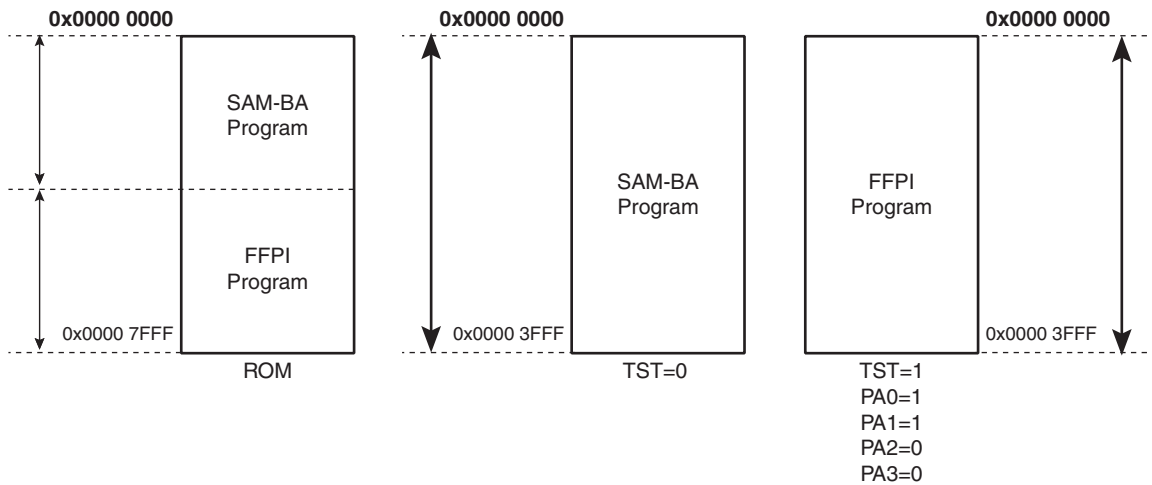 0x0000 0000
0x0000 0000
0x0000 0000
SAM-BA
Program
FFPI
Program
0x0000 7FFF
ROM
SAM-BA
Program
0x0000 3FFF
TST=0
FFPI
Program
0x0000 3FFF
TST=1
PA0=1
PA1=1
PA2=0
PA3=0